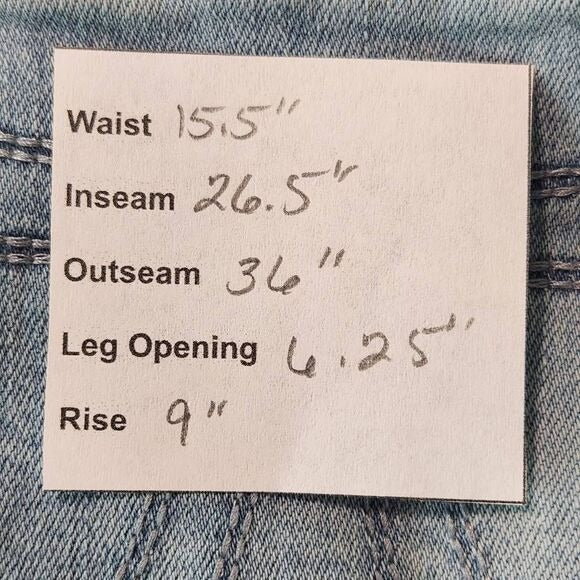 Waist 15.5"
Inseam 26.5"
Outseam 36"
Leg Opening 6.25"
Rise 9"